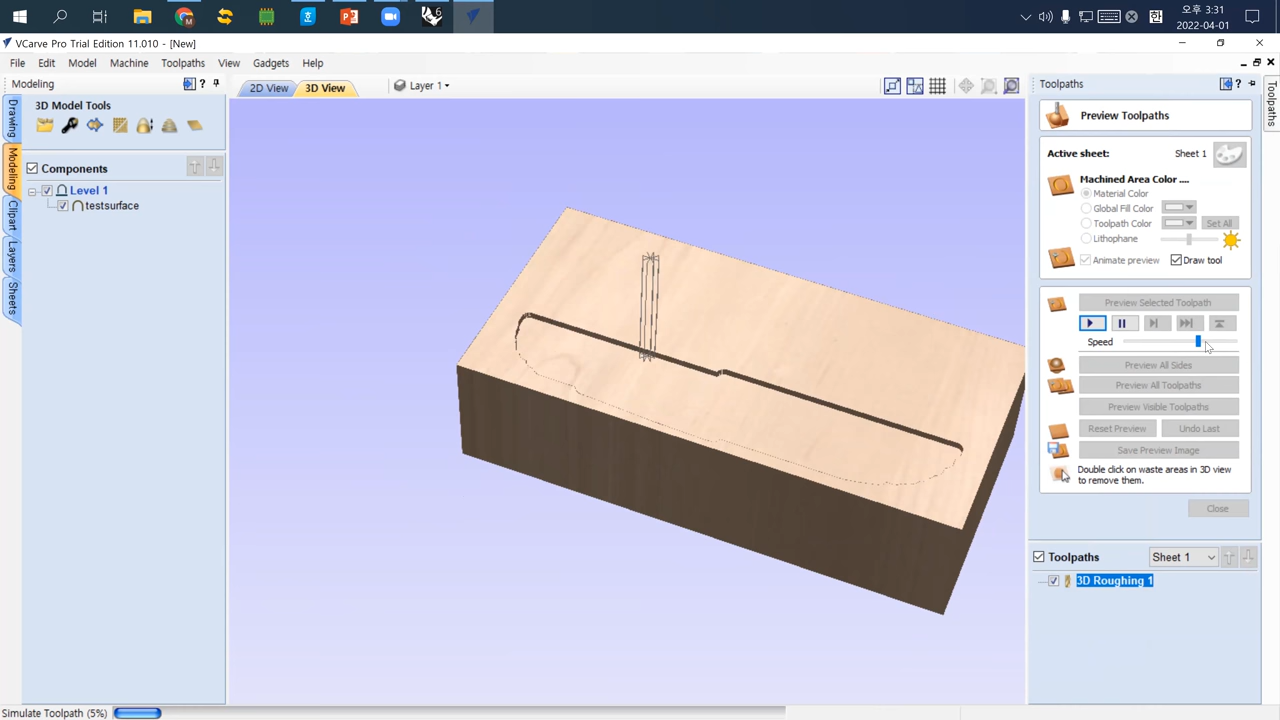 6
한
오후 3:31
2022-04-01
VCarve Pro Trial Edition 11.010 - [New]
File Edit Model Machine Toolpaths View Gadgets Help
Modeling
?
2D View
3D View
Layer 1
Toolpaths
?
Drawing
Modeling
Clipart
Layers
Sheets
3D Model Tools
Components
Level 1
testsurface
Toolpaths
Preview Toolpaths
Active sheet: Sheet 1
Machined Area Color ....
Material Color
Global Fill Color
Toolpath Color Set All
Lithophane
Animate preview Draw tool
Preview Selected Toolpath
Speed
Preview All Sides
Preview All Toolpaths
Preview Visible Toolpaths
Reset Preview Undo Last
Save Preview Image
Double click on waste areas in 3D view
to remove them.
Close
Toolpaths Sheet 1
3D Roughing 1
Simulate Toolpath (5%)